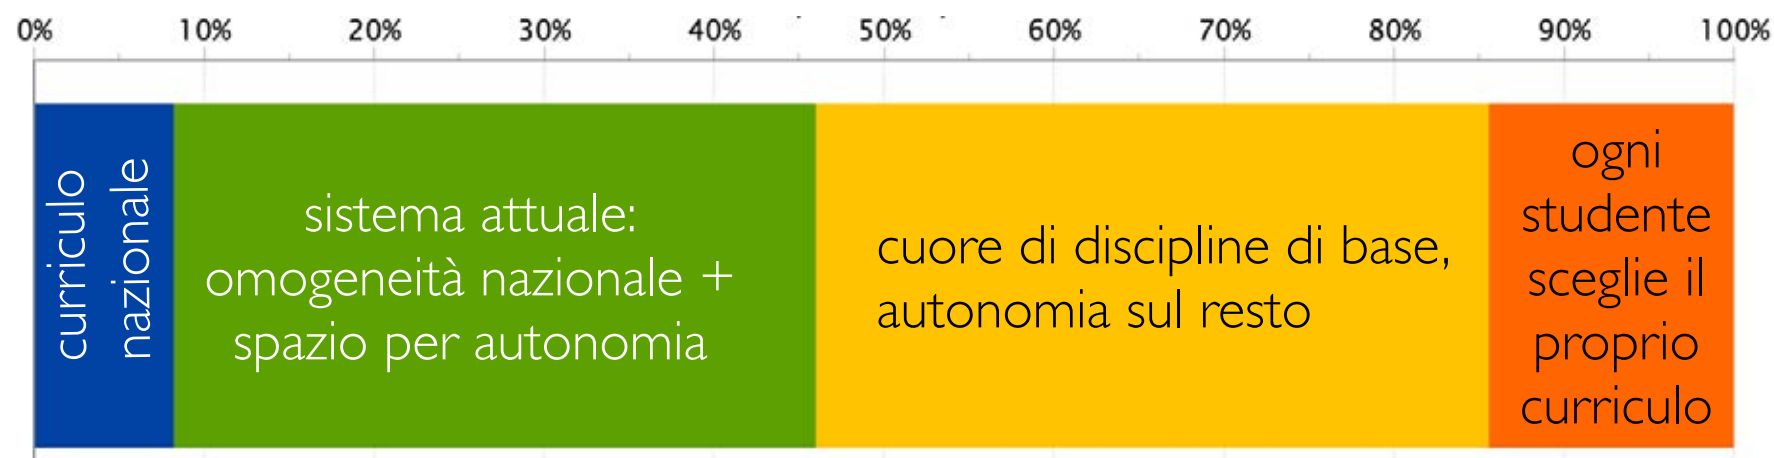 0% 10% 20% 30% 40% 50% 60% 70% 80% 90% 100%
curriculo
nazionale
sistema attuale:
omogeneità nazionale +
spazio per autonomia
cuore di discipline di base,
autonomia sul resto
ogni
studente
sceglie il
proprio
curriculo